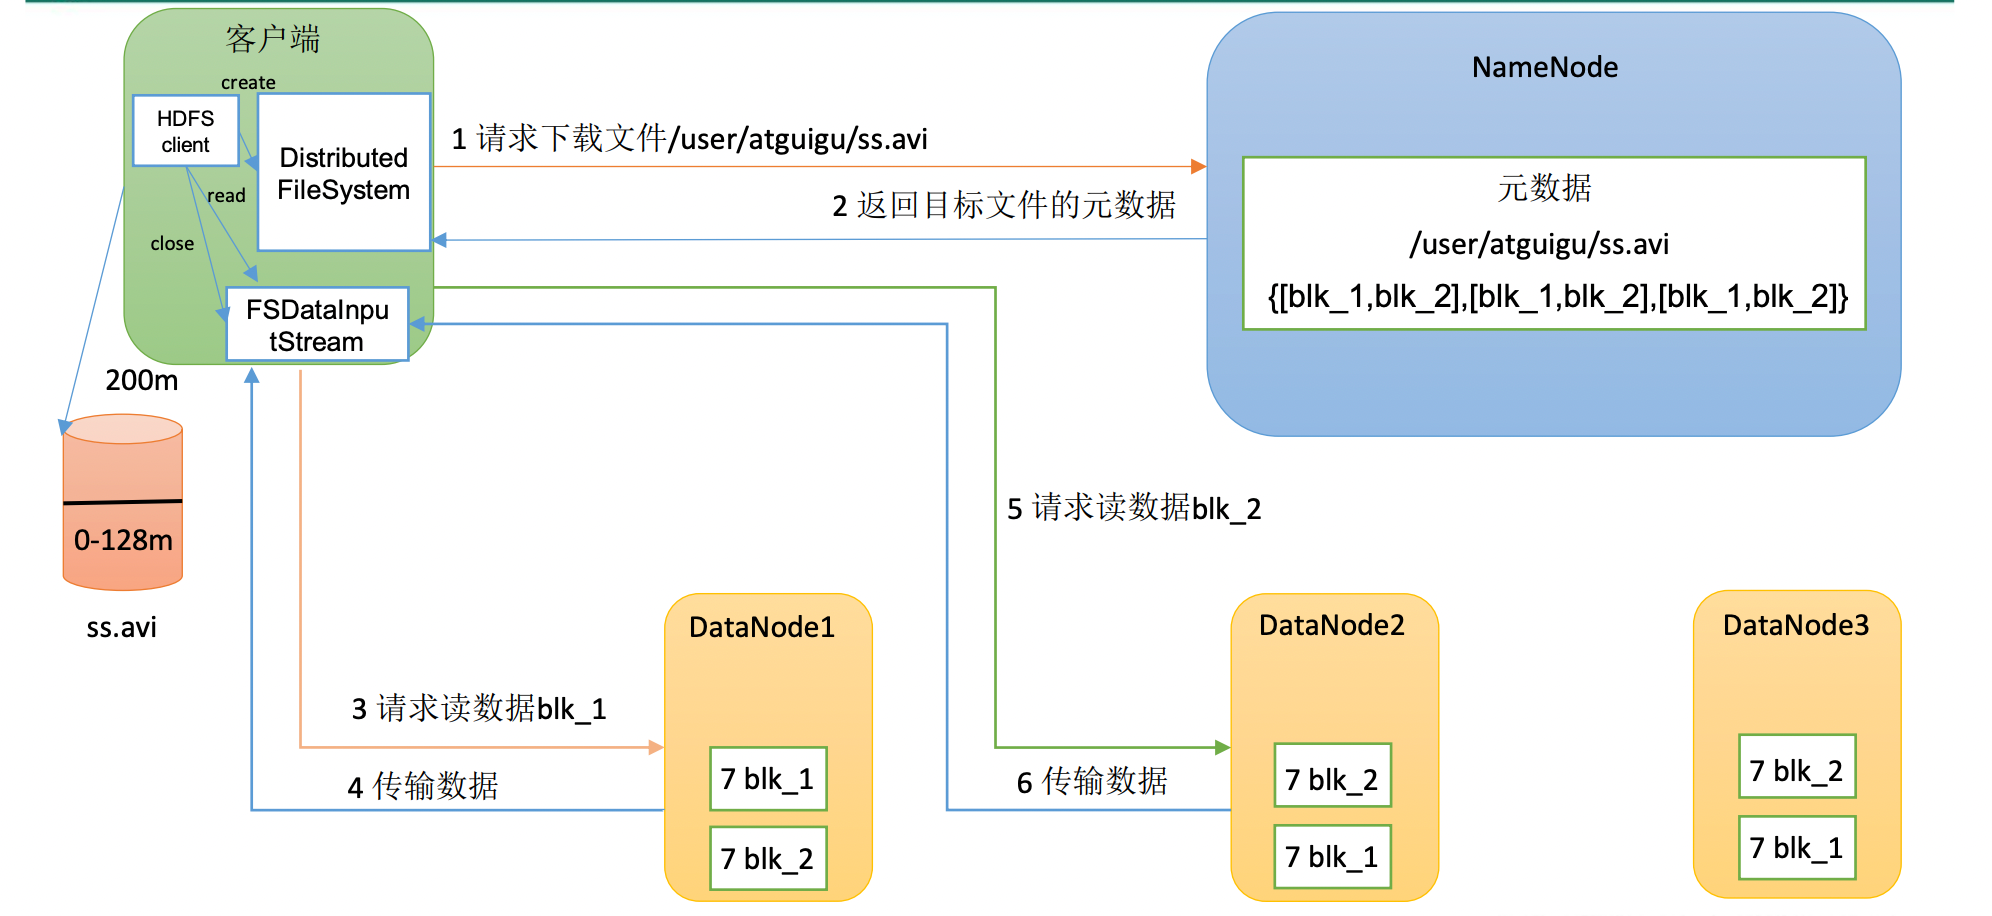 客户端
create
HDFS
client
Distributed
FileSystem
read
close
FSDataInpu
tStream
1 请求下载文件/user/atguigu/ss.avi
2 返回目标文件的元数据
NameNode
元数据
/user/atguigu/ss.avi
{[blk_1,blk_2],[blk_1,blk_2],[blk_1,blk_2]}
200m
0-128m
ss.avi
5 请求读数据blk_2
3 请求读数据blk_1
4 传输数据
6 传输数据
DataNode1
7 blk_1
7 blk_2
DataNode2
7 blk_2
7 blk_1
DataNode3
7 blk_2
7 blk_1